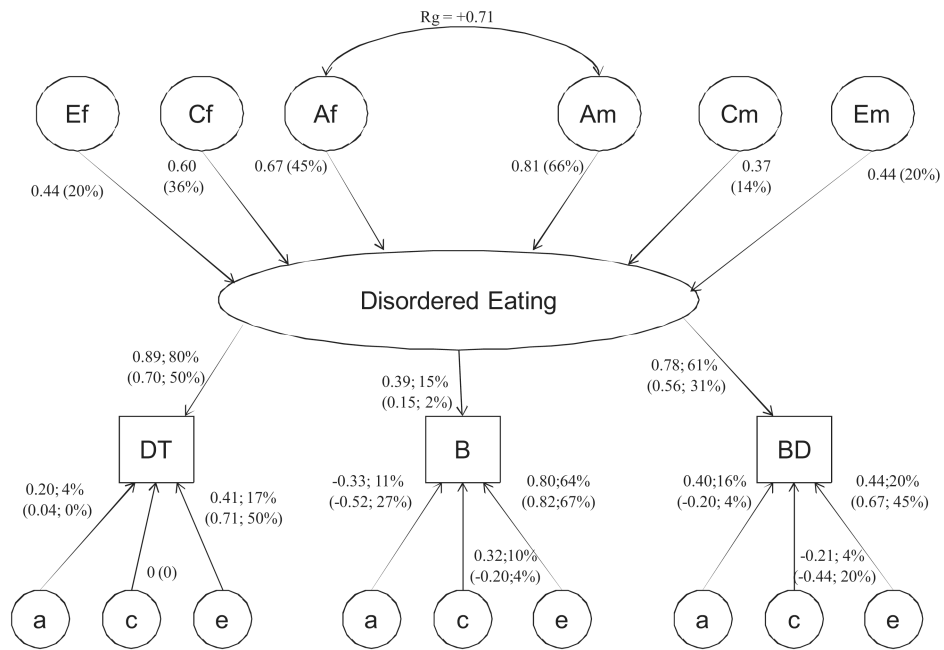 Rg = +0.71
Ef
Cf
Af
Am
Cm
Em
0.44 (20%)
0.60
(36%)
0.67 (45%)
0.81 (66%)
0.37
(14%)
0.44 (20%)
Disordered Eating
0.89; 80%
(0.70; 50%)
0.39; 15%
(0.15; 2%)
0.78; 61%
(0.56; 31%)
DT
B
BD
0.20; 4%
(0.04; 0%)
0.41; 17%
(0.71; 50%)
0 (0)
-0.33; 11%
(-0.52; 27%)
0.80;64%
(0.82;67%)
0.32;10%
(-0.20;4%)
0.40;16%
(-0.20; 4%)
0.44;20%
(0.67; 45%)
-0.21; 4%
(-0.44; 20%)
a
c
e
a
c
e
a
c
e